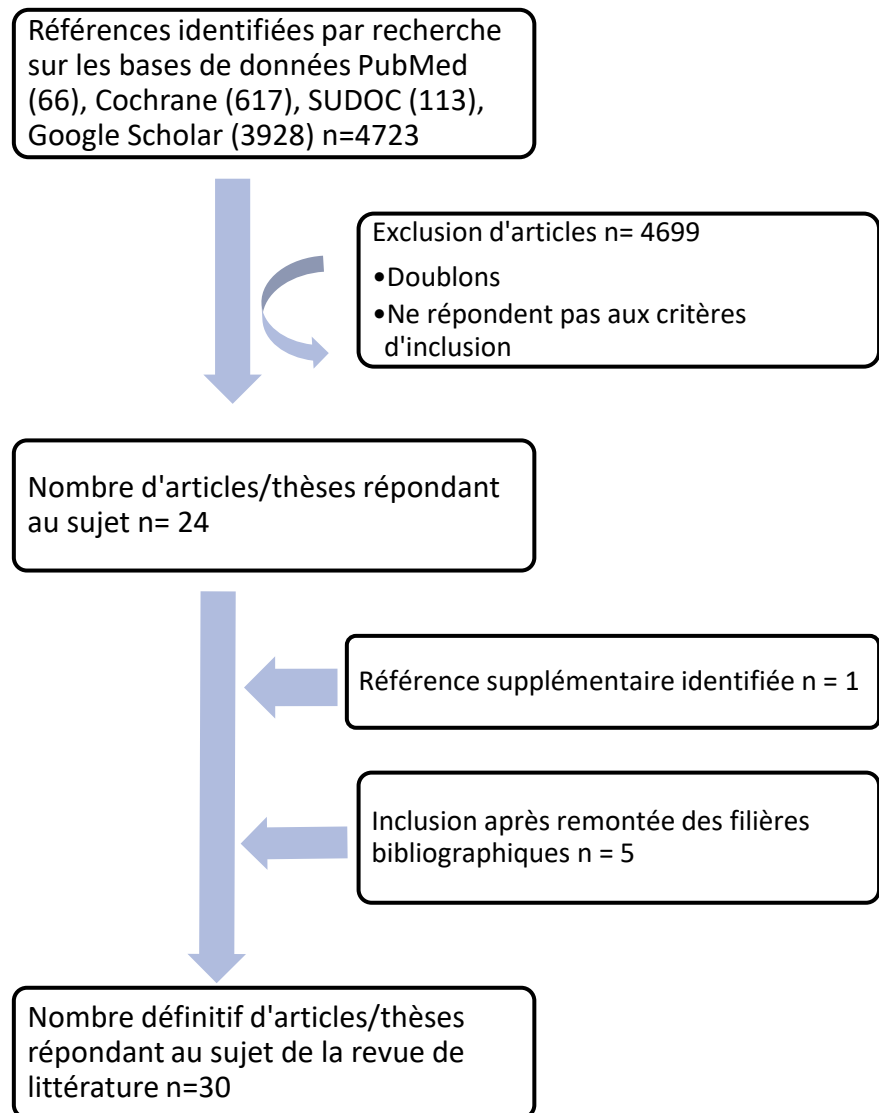 Références identifiées par recherche
sur les bases de données PubMed
(66), Cochrane (617), SUDOC (113),
Google Scholar (3928) n=4723
Exclusion d'articles n= 4699
•Doublons
•Ne répondent pas aux critères
d'inclusion
Nombre d'articles/thèses répondant
au sujet n= 24
Référence supplémentaire identifiée n = 1
Inclusion après remontée des filières
bibliographiques n = 5
Nombre définitif d'articles/thèses
répondant au sujet de la revue de
littérature n=30